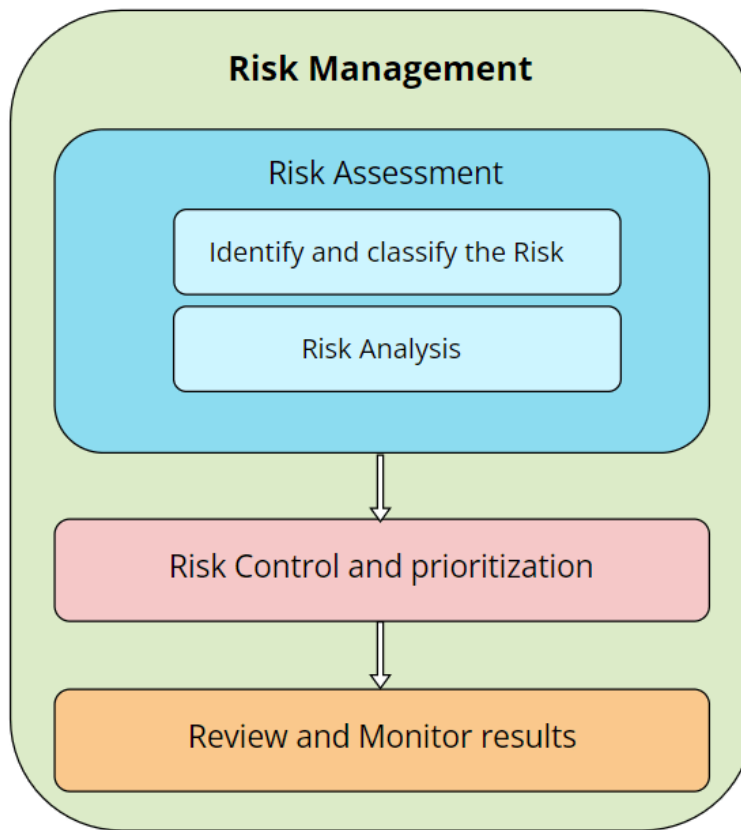 Risk Management
Risk Assessment
Identify and classify the Risk
Risk Analysis
Risk Control and prioritization
Review and Monitor results